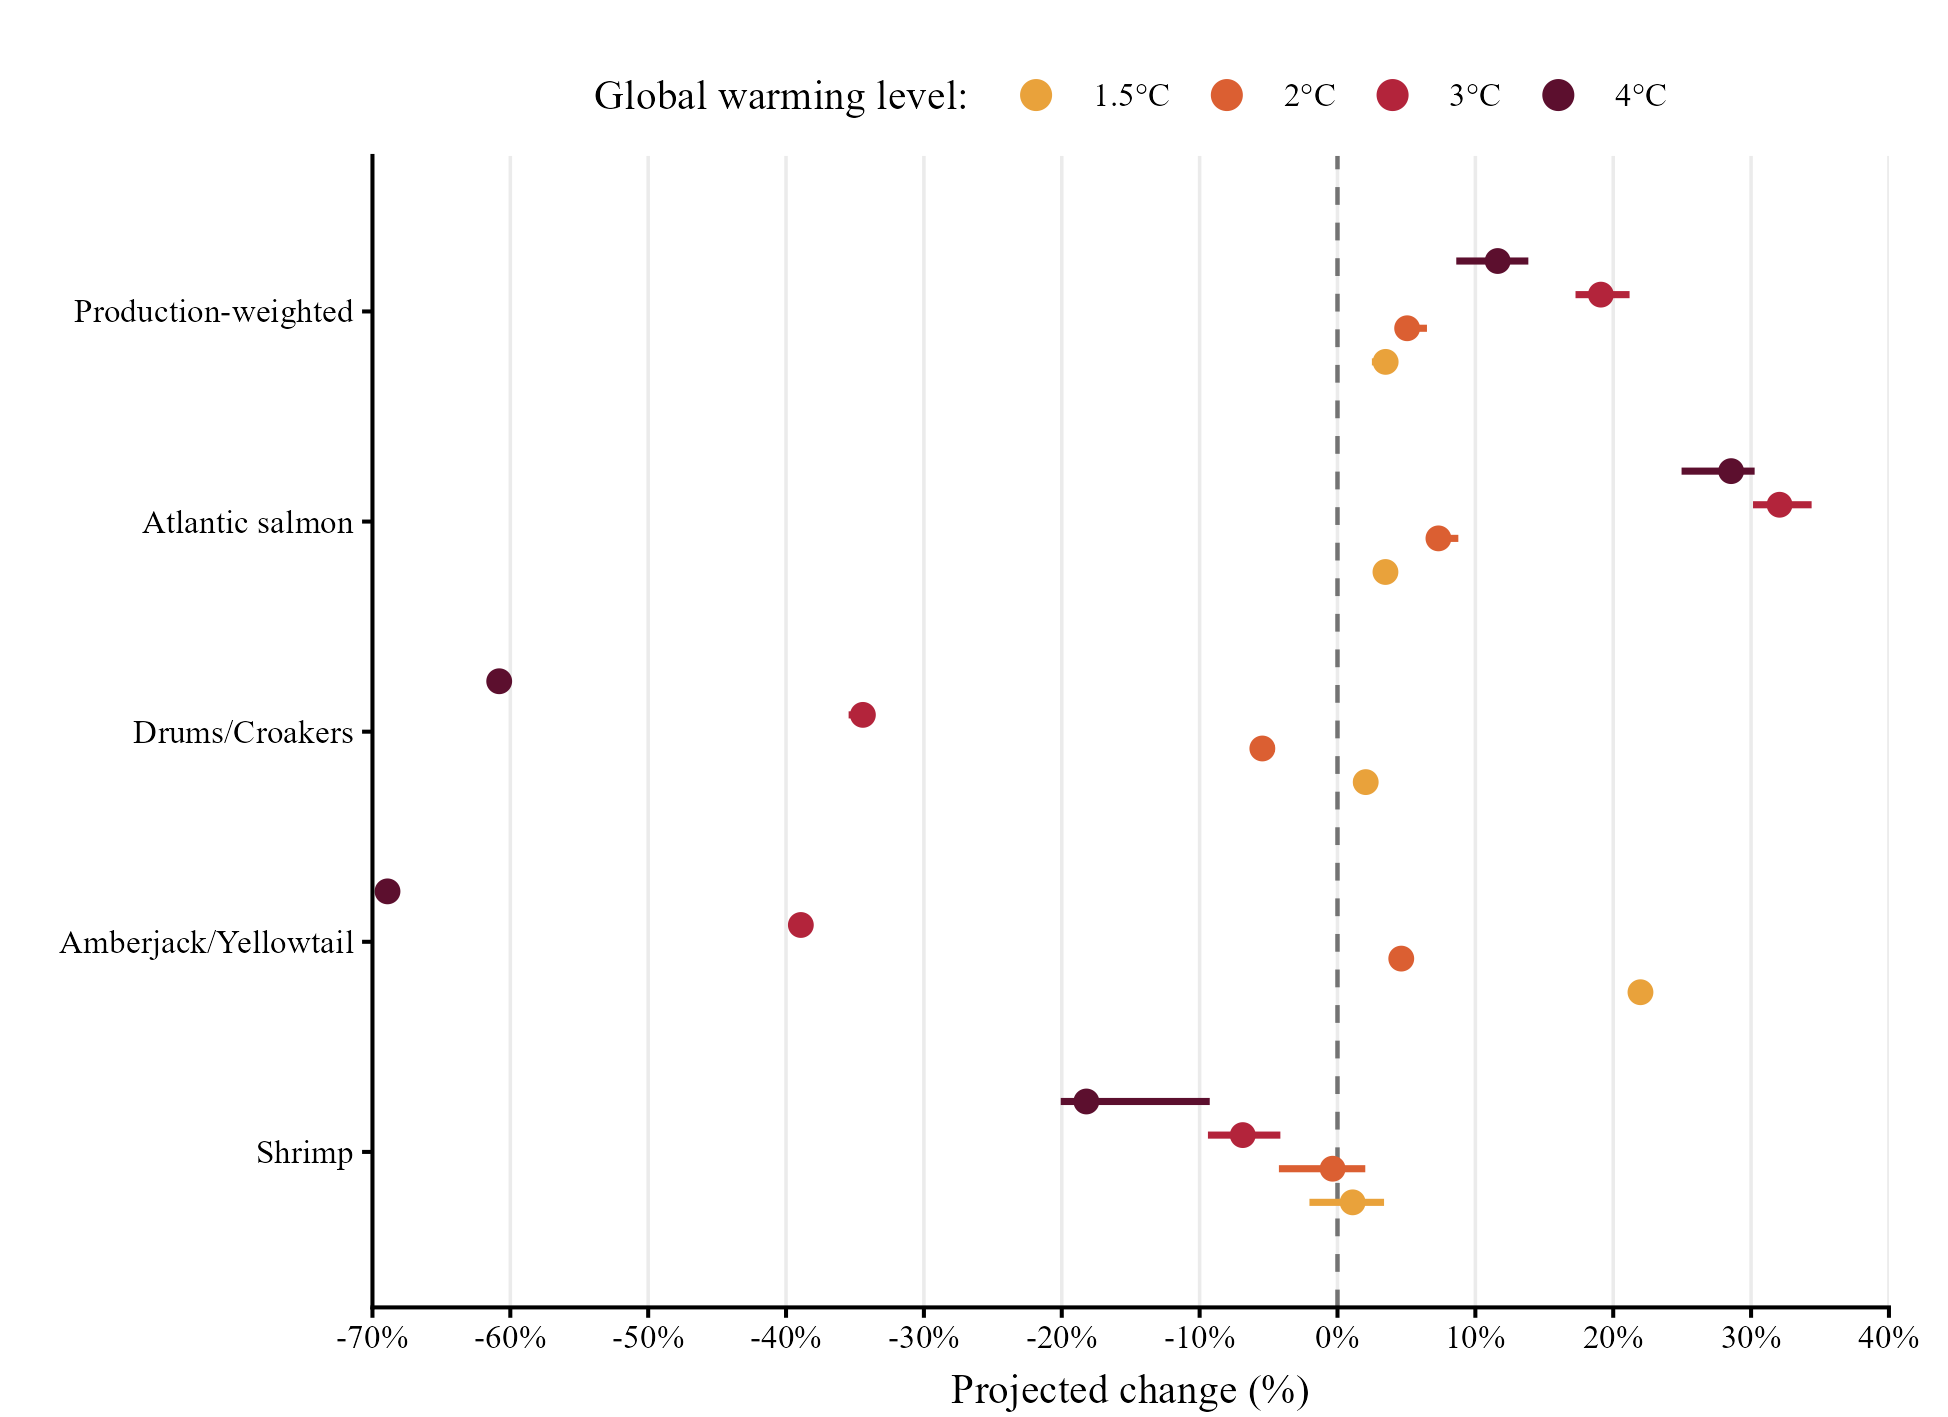 Global warming level: 1.5°C 2°C 3°C 4°C
Production-weighted
Atlantic salmon
Drums/Croakers
Amberjack/Yellowtail
Shrimp
-70% -60% -50% -40% -30% -20% -10% 0% 10% 20% 30% 40%
Projected change (%)